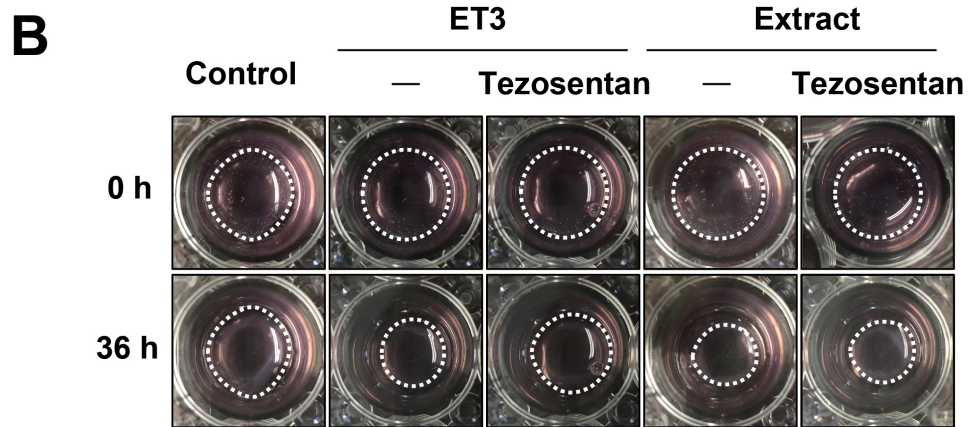 B
ET3 Extract
Control — Tezosentan — Tezosentan
0 h
36 h